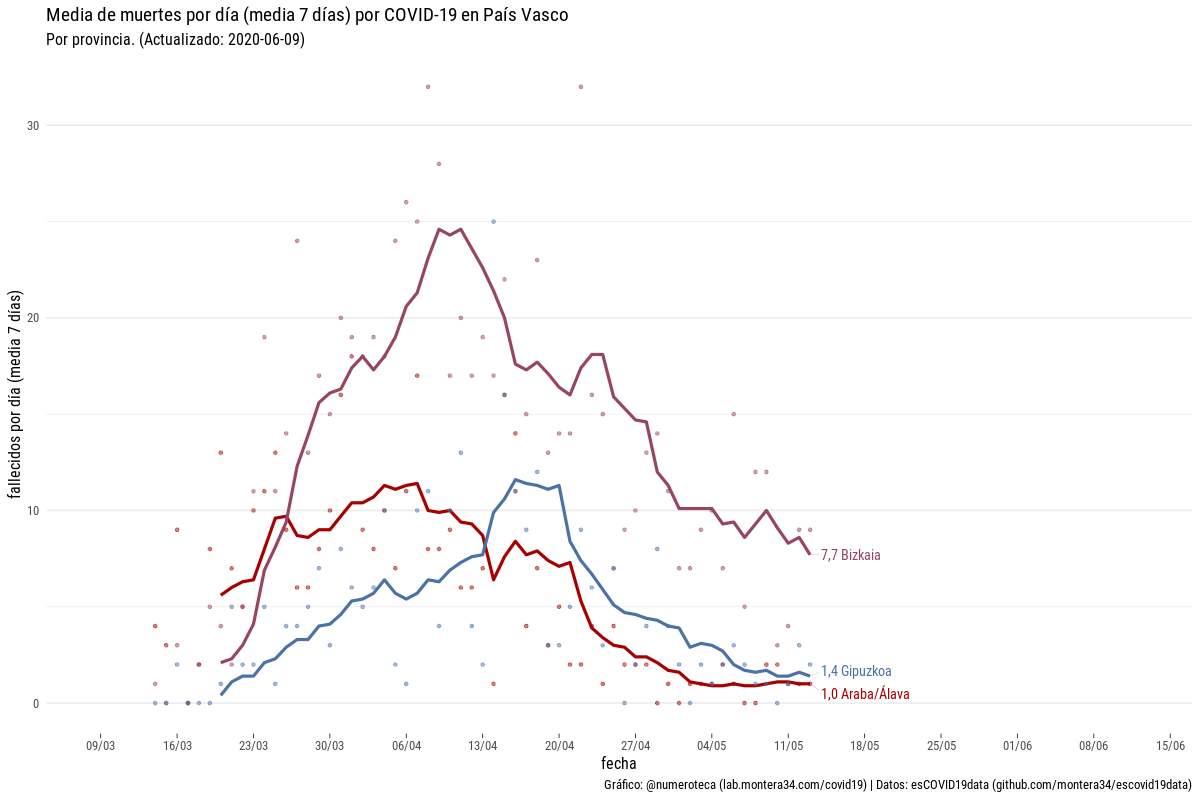 Media de muertes por día (media 7 días) por COVID-19 en País Vasco
Por provincia. (Actualizado: 2020-06-09)
fallecidos por día (media 7 días)
30
20
10
0
7,7 Bizkaia
1,4 Gipuzkoa
1,0 Araba/Álava
09/03 16/03 23/03 30/03 06/04 13/04 20/04 27/04 04/05 11/05 18/05 25/05 01/06 08/06 15/06
fecha
Gráfico: @numeroteca (lab.montera34.com/covid19) | Datos: esCOVID19data (github.com/montera34/escovid19data)